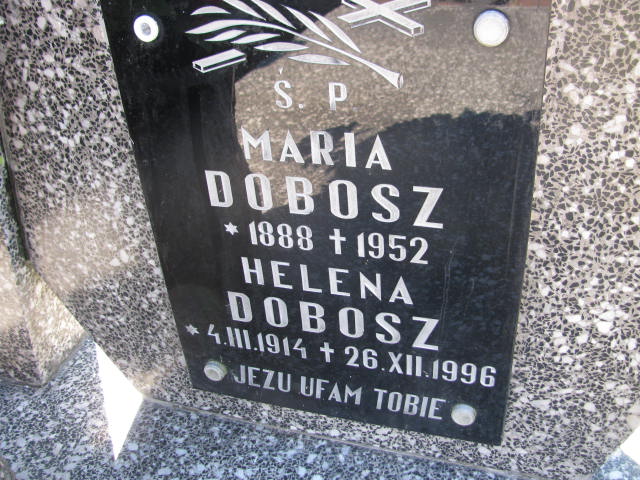 Ś. P
MARIA
DOBOSZ
* 1888 ✝ 1952
HELENA
DOBOSZ
* 4.III.1914 ✝ 26.XII.1996
JEZU UFAM TOBIE